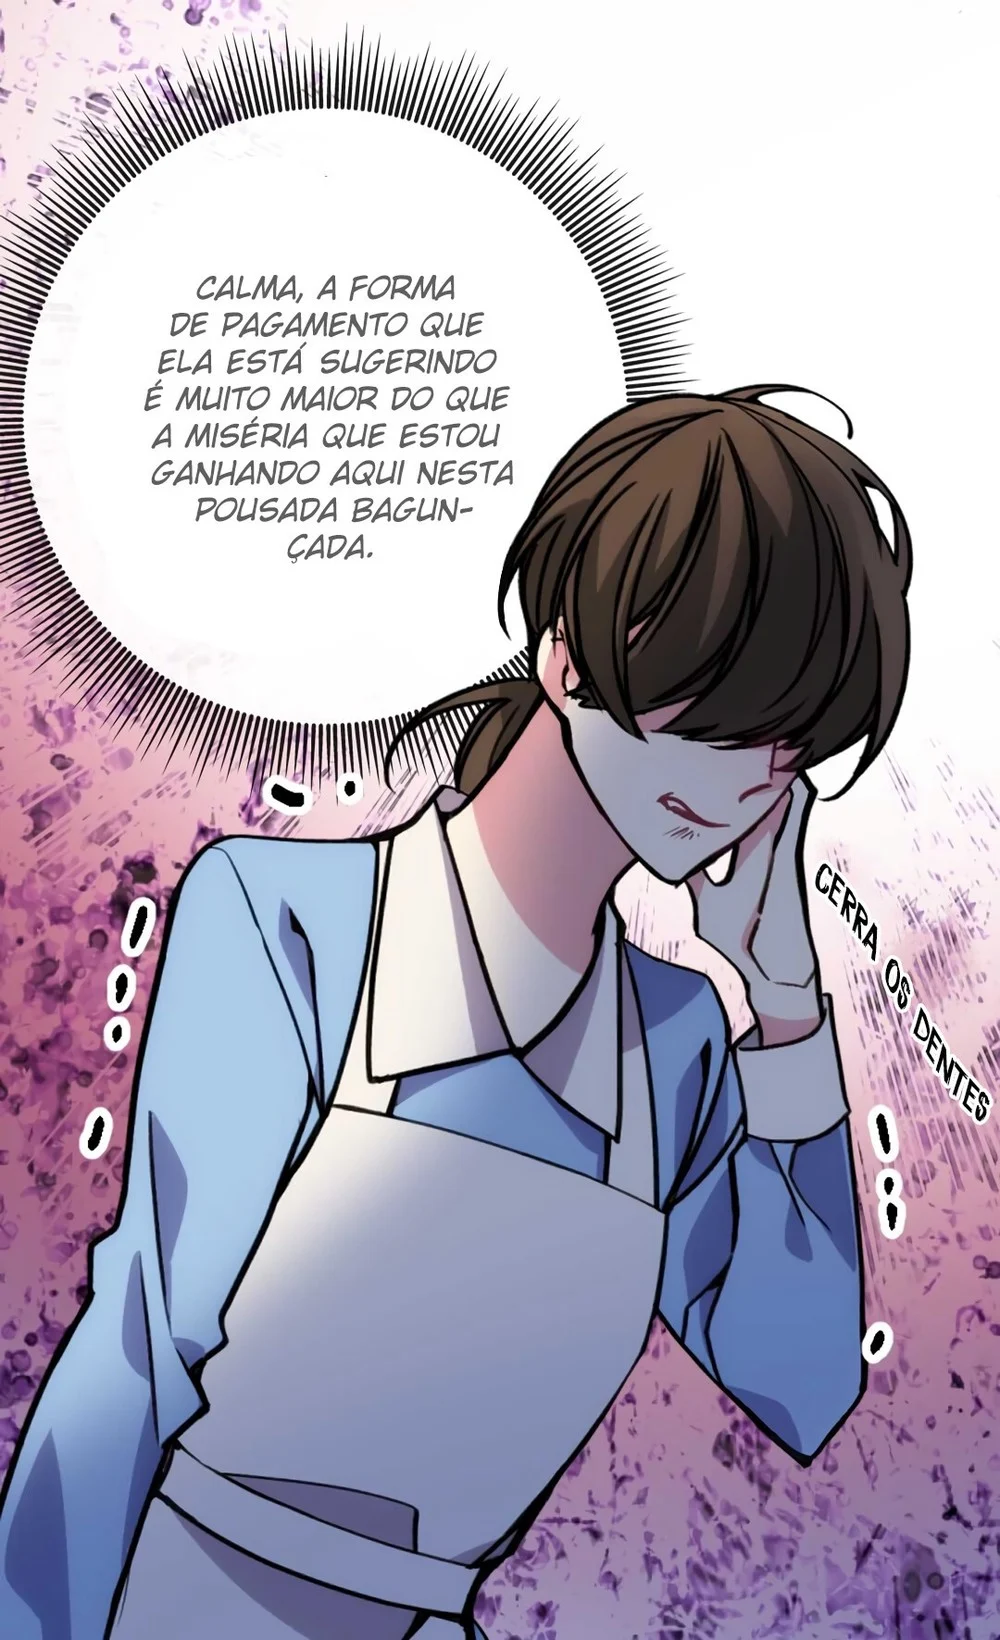 CALMA, A FORMA
DE PAGAMENTO QUE
ELA ESTÁ SUGERINDO
É MUITO MAIOR DO QUE
A MISÉRIA QUE ESTOU
GANHANDO AQUI NESTA
POUSADA BAGUN-
ÇADA.
CERRA OS DENTES